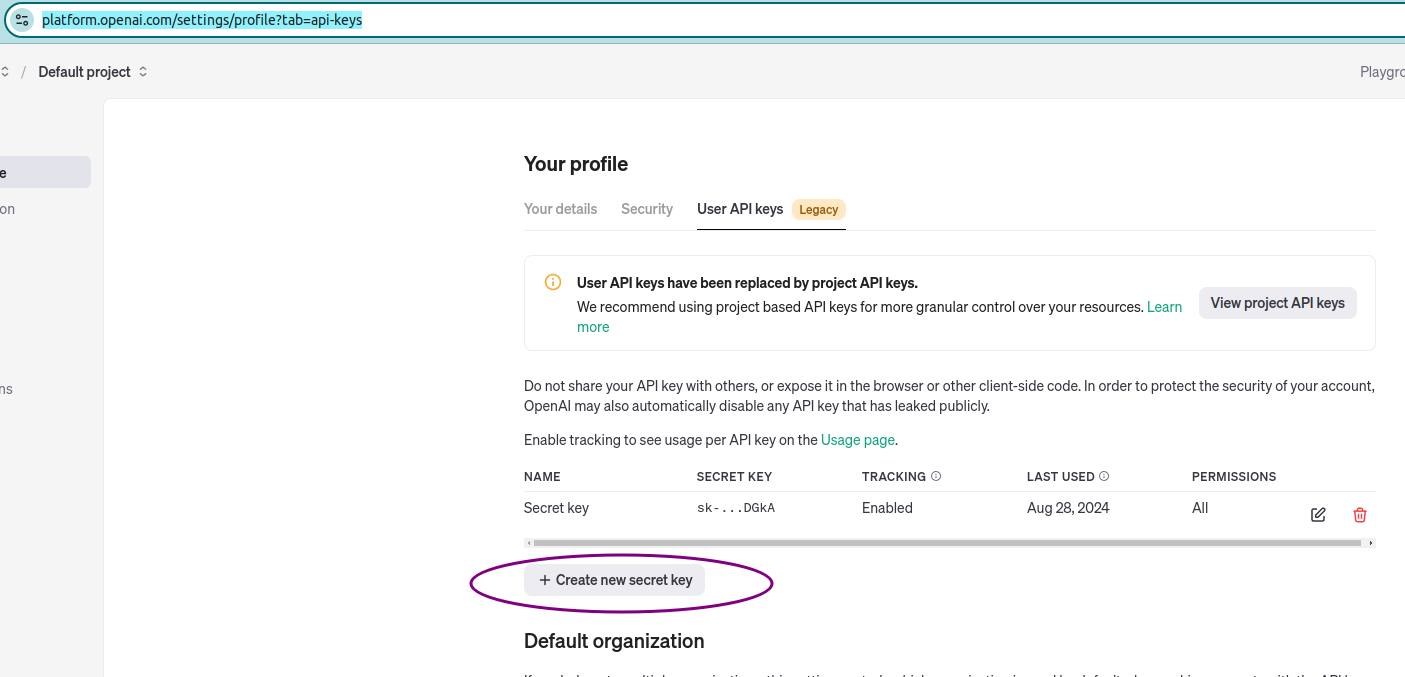 platform.openai.com/settings/profile?tab=api-keys
/ Default project
Playgro
e
on
ns
Your profile
Your details Security User API keys Legacy
User API keys have been replaced by project API keys.
We recommend using project based API keys for more granular control over your resources. Learn
more
View project API keys
Do not share your API key with others, or expose it in the browser or other client-side code. In order to protect the security of your account,
OpenAI may also automatically disable any API key that has leaked publicly.
Enable tracking to see usage per API key on the Usage page.
NAME SECRET KEY TRACKING LAST USED PERMISSIONS
Secret key sk-...DGkA Enabled Aug 28, 2024 All
+ Create new secret key
Default organization